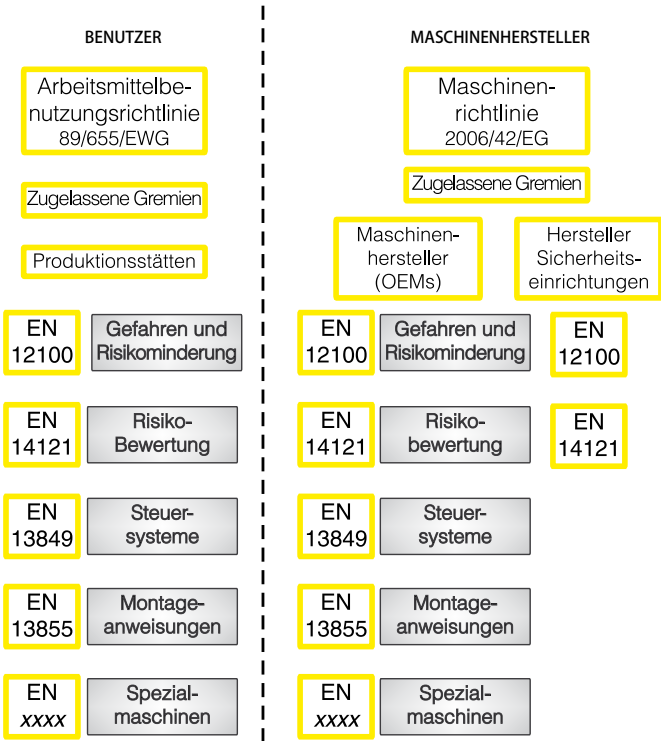 BENUTZER
Arbeitsmittelbe-
nutzungsrichtlinie
89/655/EWG
Zugelassene Gremien
Produktionsstätten
EN
12100
Gefahren und
Risikominderung
EN
14121
Risiko-
Bewertung
EN
13849
Steuer-
systeme
EN
13855
Montage-
anweisungen
EN
xxxx
Spezial-
maschinen
MASCHINENHERSTELLER
Maschinen-
richtlinie
2006/42/EG
Zugelassene Gremien
Maschinen-
hersteller
(OEMs)
Hersteller
Sicherheits-
einrichtungen
EN
12100
Gefahren und
Risikominderung
EN
12100
EN
14121
Risiko-
bewertung
EN
14121
EN
13849
Steuer-
systeme
EN
13855
Montage-
anweisungen
EN
xxxx
Spezial-
maschinen